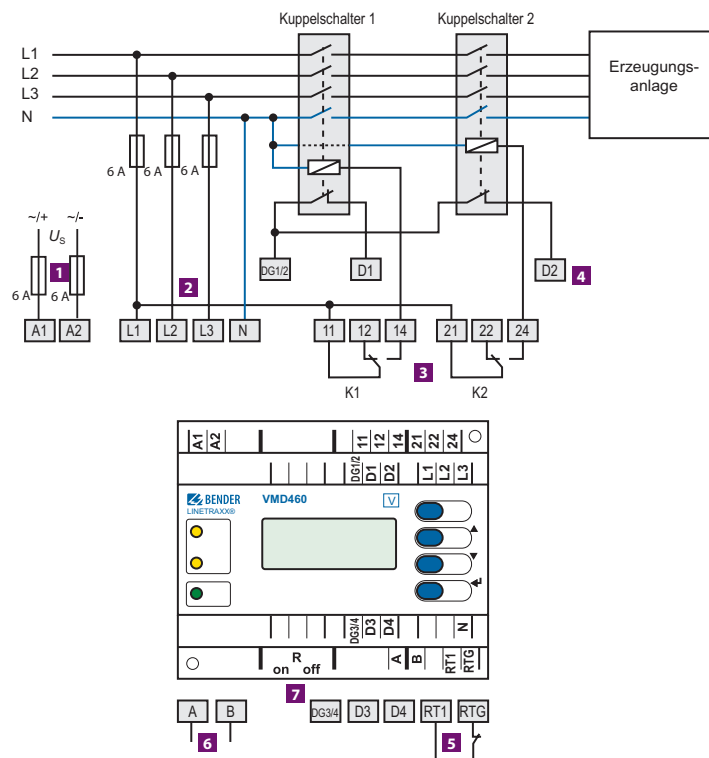 Kuppelschalter 1 Kuppelschalter 2
L1
L2
L3
N
Erzeugungs-
anlage
6 A 6 A 6 A
~/+ ~/-
U_S
DG1/2 D1 D2 4
1 2
6 A 6 A
A1 A2 L1 L2 L3 N 11 12 14 21 22 24
3
K1 K2
A1 A2 11 12 14 21 22 24
DG1/2 D1 D2 L1 L2 L3
BENDER VMD460 V
LINETRAXX®
DG3/4 D3 D4 N
R
on off A B RT1 RTG
7
A B DG3/4 D3 D4 RT1 RTG
6 5